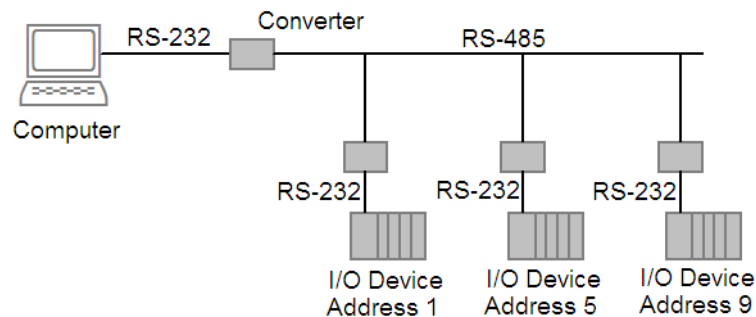 Converter
RS-232
RS-485
Computer
RS-232
RS-232
RS-232
I/O Device
Address 1
I/O Device
Address 5
I/O Device
Address 9